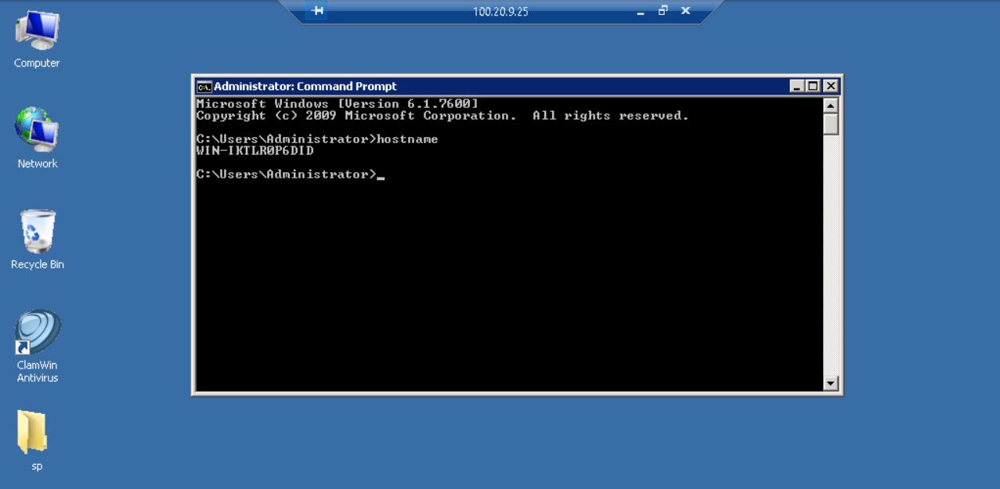 100.20.9.25
Computer
Network
Recycle Bin
ClamWin
Antivirus
sp
Administrator: Command Prompt
Microsoft Windows [Version 6.1.7600]
Copyright (c) 2009 Microsoft Corporation.  All rights reserved.
C:\Users\Administrator>hostname
WIN-IKTLR0P6DID
C:\Users\Administrator>_